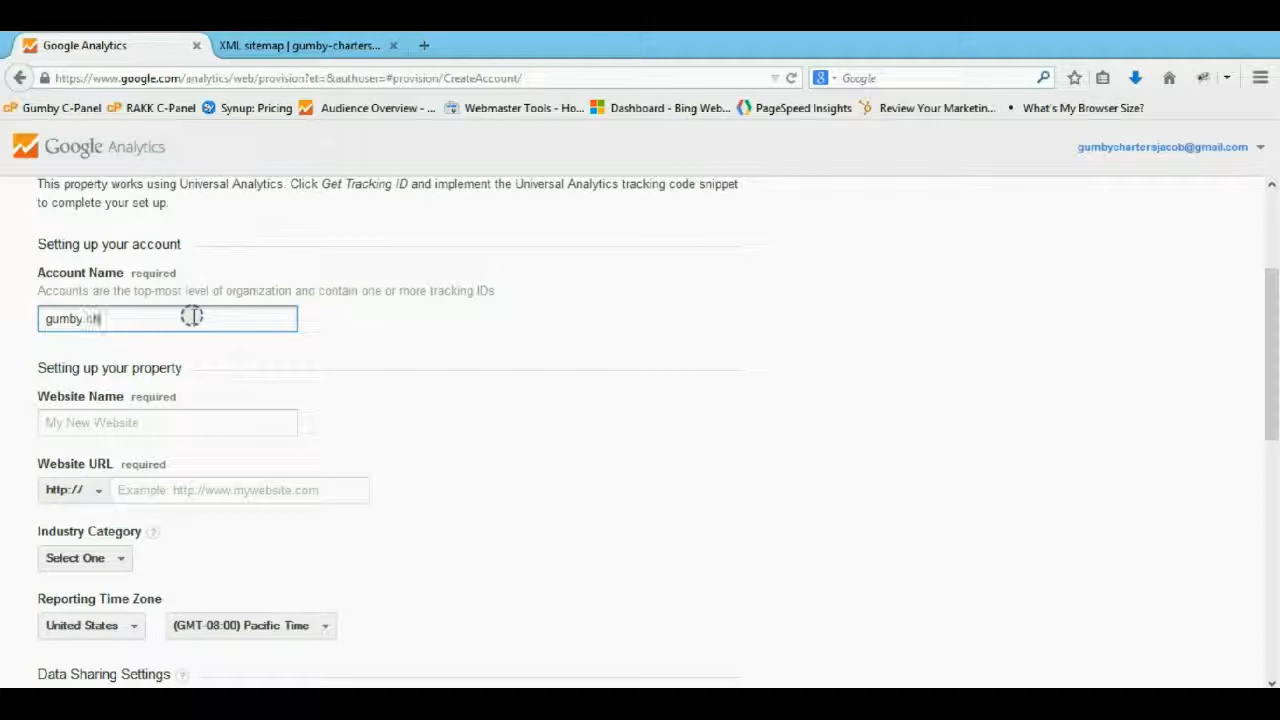 Google Analytics
XML sitemap | gumby-charters...
https://www.google.com/analytics/web/provision?et=&authuser=#provision/CreateAccount/
Google
Gumby C-Panel
RAKK C-Panel
Synup: Pricing
Audience Overview - ...
Webmaster Tools - Ho...
Dashboard - Bing Web...
PageSpeed Insights
Review Your Marketin...
What's My Browser Size?
Google Analytics
gumbychartersjacob@gmail.com
This property works using Universal Analytics. Click Get Tracking ID and implement the Universal Analytics tracking code snippet
to complete your set up.
Setting up your account
Account Name required
Accounts are the top-most level of organization and contain one or more tracking IDs
gumby
Setting up your property
Website Name required
My New Website
Website URL required
http:// Example: http://www.mywebsite.com
Industry Category ?
Select One
Reporting Time Zone
United States (GMT-08:00) Pacific Time
Data Sharing Settings ?